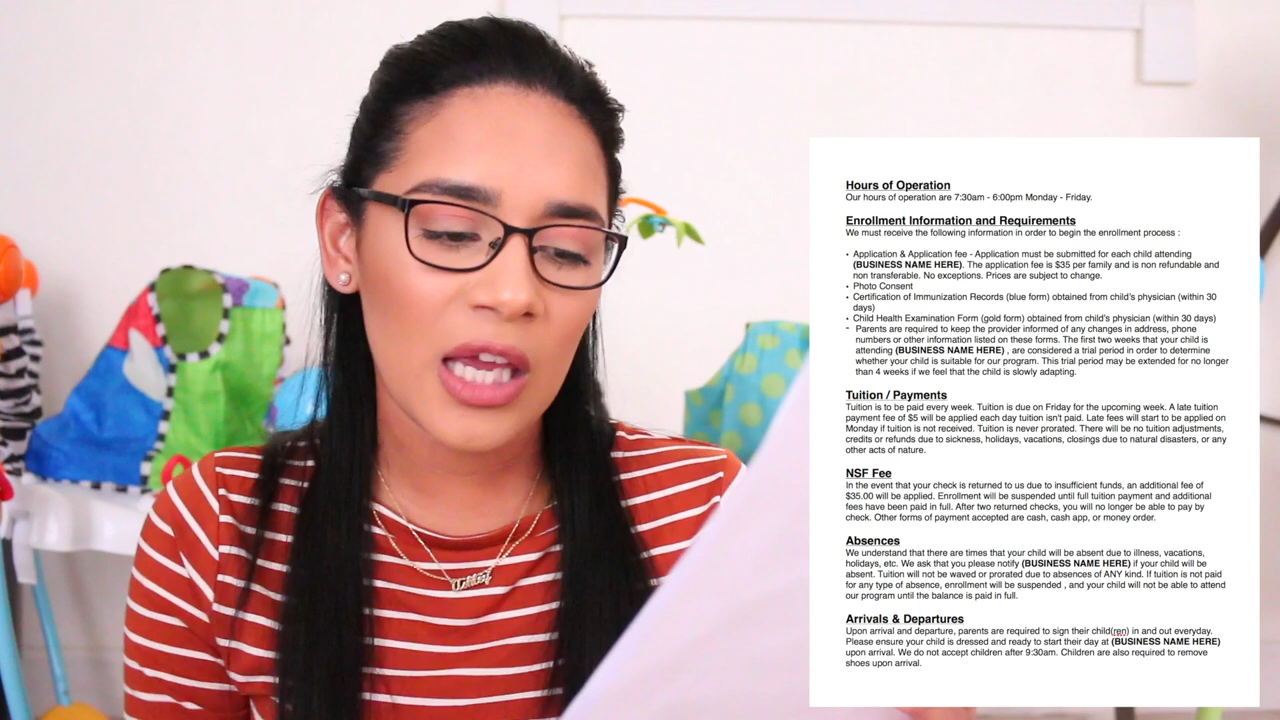 Hours of Operation
Our hours of operation are 7:30am - 6:00pm Monday - Friday.
Enrollment Information and Requirements
We must receive the following information in order to begin the enrollment process :
• Application & Application fee - Application must be submitted for each child attending
(BUSINESS NAME HERE). The application fee is $35 per family and is non refundable and
non transferable. No exceptions. Prices are subject to change.
• Photo Consent
• Certification of Immunization Records (blue form) obtained from child's physician (within 30
days)
• Child Health Examination Form (gold form) obtained from child's physician (within 30 days)
- Parents are required to keep the provider informed of any changes in address, phone
numbers or other information listed on these forms. The first two weeks that your child is
attending (BUSINESS NAME HERE) , are considered a trial period in order to determine
whether your child is suitable for our program. This trial period may be extended for no longer
than 4 weeks if we feel that the child is slowly adapting.
Tuition / Payments
Tuition is to be paid every week. Tuition is due on Friday for the upcoming week. A late tuition
payment fee of $5 will be applied each day tuition isn't paid. Late fees will start to be applied on
Monday if tuition is not received. Tuition is never prorated. There will be no tuition adjustments,
credits or refunds due to sickness, holidays, vacations, closings due to natural disasters, or any
other acts of nature.
NSF Fee
In the event that your check is returned to us due to insufficient funds, an additional fee of
$35.00 will be applied. Enrollment will be suspended until full tuition payment and additional
fees have been paid in full. After two returned checks, you will no longer be able to pay by
check. Other forms of payment accepted are cash, cash app, or money order.
Absences
We understand that there are times that your child will be absent due to illness, vacations,
holidays, etc. We ask that you please notify (BUSINESS NAME HERE) if your child will be
absent. Tuition will not be waved or prorated due to absences of ANY kind. If tuition is not paid
for any type of absence, enrollment will be suspended , and your child will not be able to attend
our program until the balance is paid in full.
Arrivals & Departures
Upon arrival and departure, parents are required to sign their child(ren) in and out everyday.
Please ensure your child is dressed and ready to start their day at (BUSINESS NAME HERE)
upon arrival. We do not accept children after 9:30am. Children are also required to remove
shoes upon arrival.